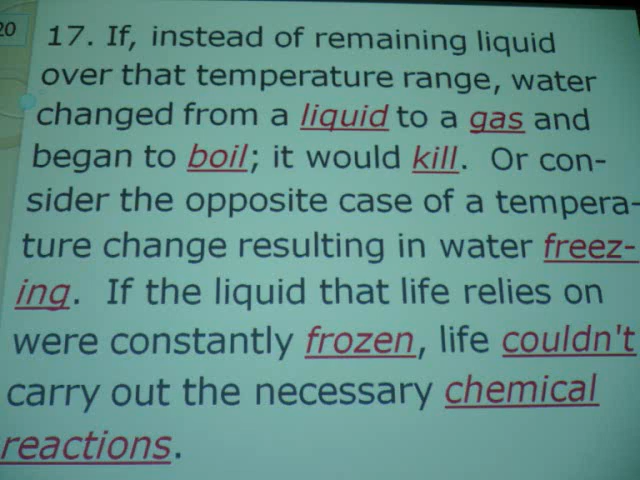 20
17. If, instead of remaining liquid
over that temperature range, water
changed from a liquid to a gas and
began to boil; it would kill. Or con-
sider the opposite case of a tempera-
ture change resulting in water freez-
ing. If the liquid that life relies on
were constantly frozen, life couldn't
carry out the necessary chemical
reactions.